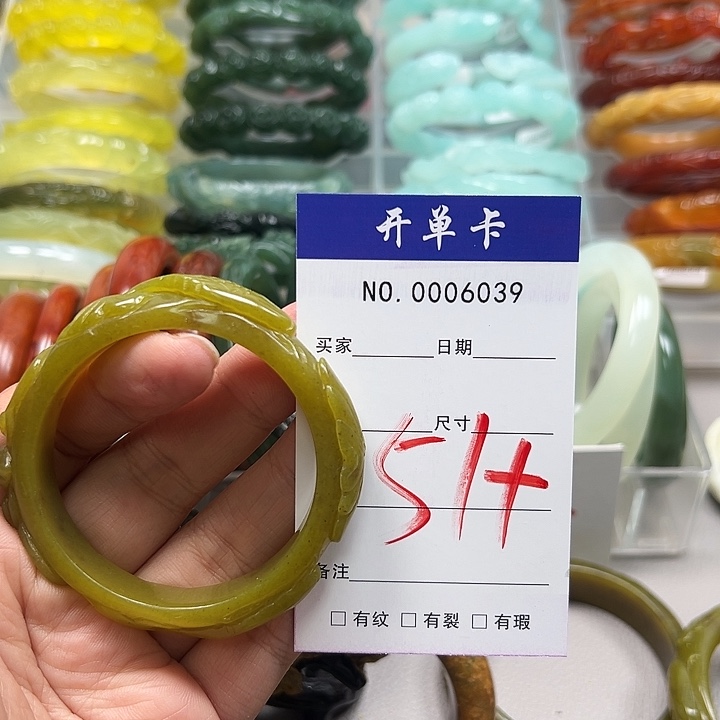 开单卡
NO.0006039
买家 日期
尺寸
51+
备注
□ 有纹 □ 有裂 □ 有瑕